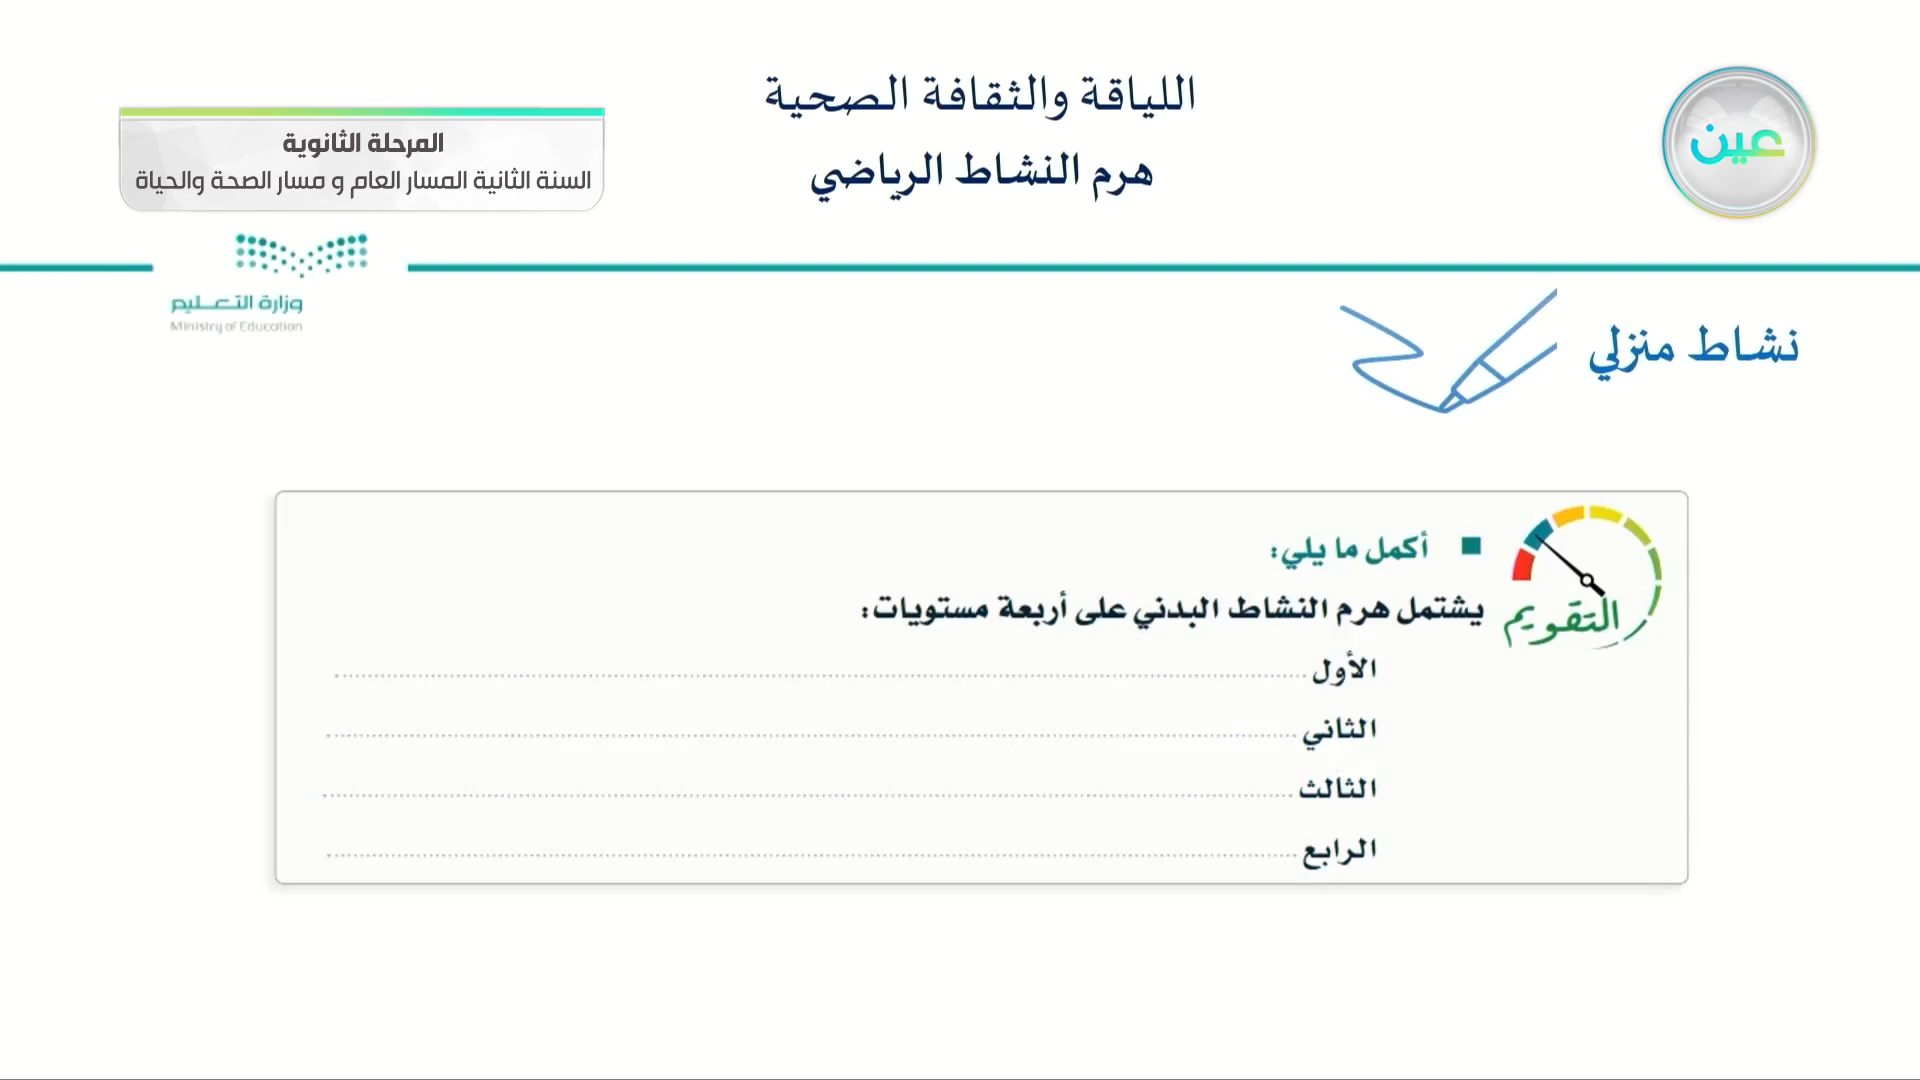 اللياقة والثقافة الصحية
هرم النشاط الرياضي
عين
المرحلة الثانوية
السنة الثانية المسار العام و مسار الصحة والحياة
وزارة التعليم
Ministry of Education
نشاط منزلي
التقويم
■ أكمل ما يلي:
يشتمل هرم النشاط البدني على أربعة مستويات:
الأول ........................................
الثاني ........................................
الثالث ........................................
الرابع ........................................